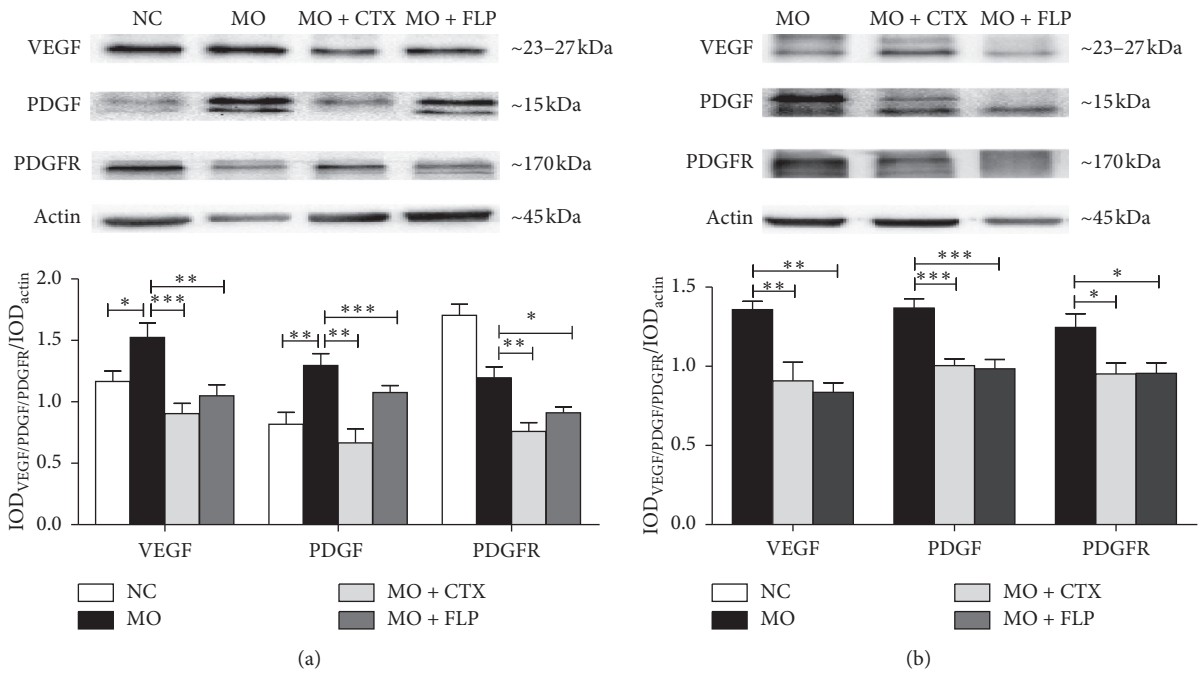 NC MO MO + CTX MO + FLP
VEGF ~23–27 kDa
PDGF ~15 kDa
PDGFR ~170 kDa
Actin ~45 kDa
IOD_VEGF/PDGF/PDGFR/IOD_actin
2.0
1.5
1.0
0.5
0.0
* *** **
** ** ***
** *
VEGF PDGF PDGFR
NC MO + CTX
MO MO + FLP
(a)
MO MO + CTX MO + FLP
VEGF ~23–27 kDa
PDGF ~15 kDa
PDGFR ~170 kDa
Actin ~45 kDa
IOD_VEGF/PDGF/PDGFR/IOD_actin
1.5
1.0
0.5
0.0
** **
*** ***
* *
VEGF PDGF PDGFR
NC MO + CTX
MO MO + FLP
(b)